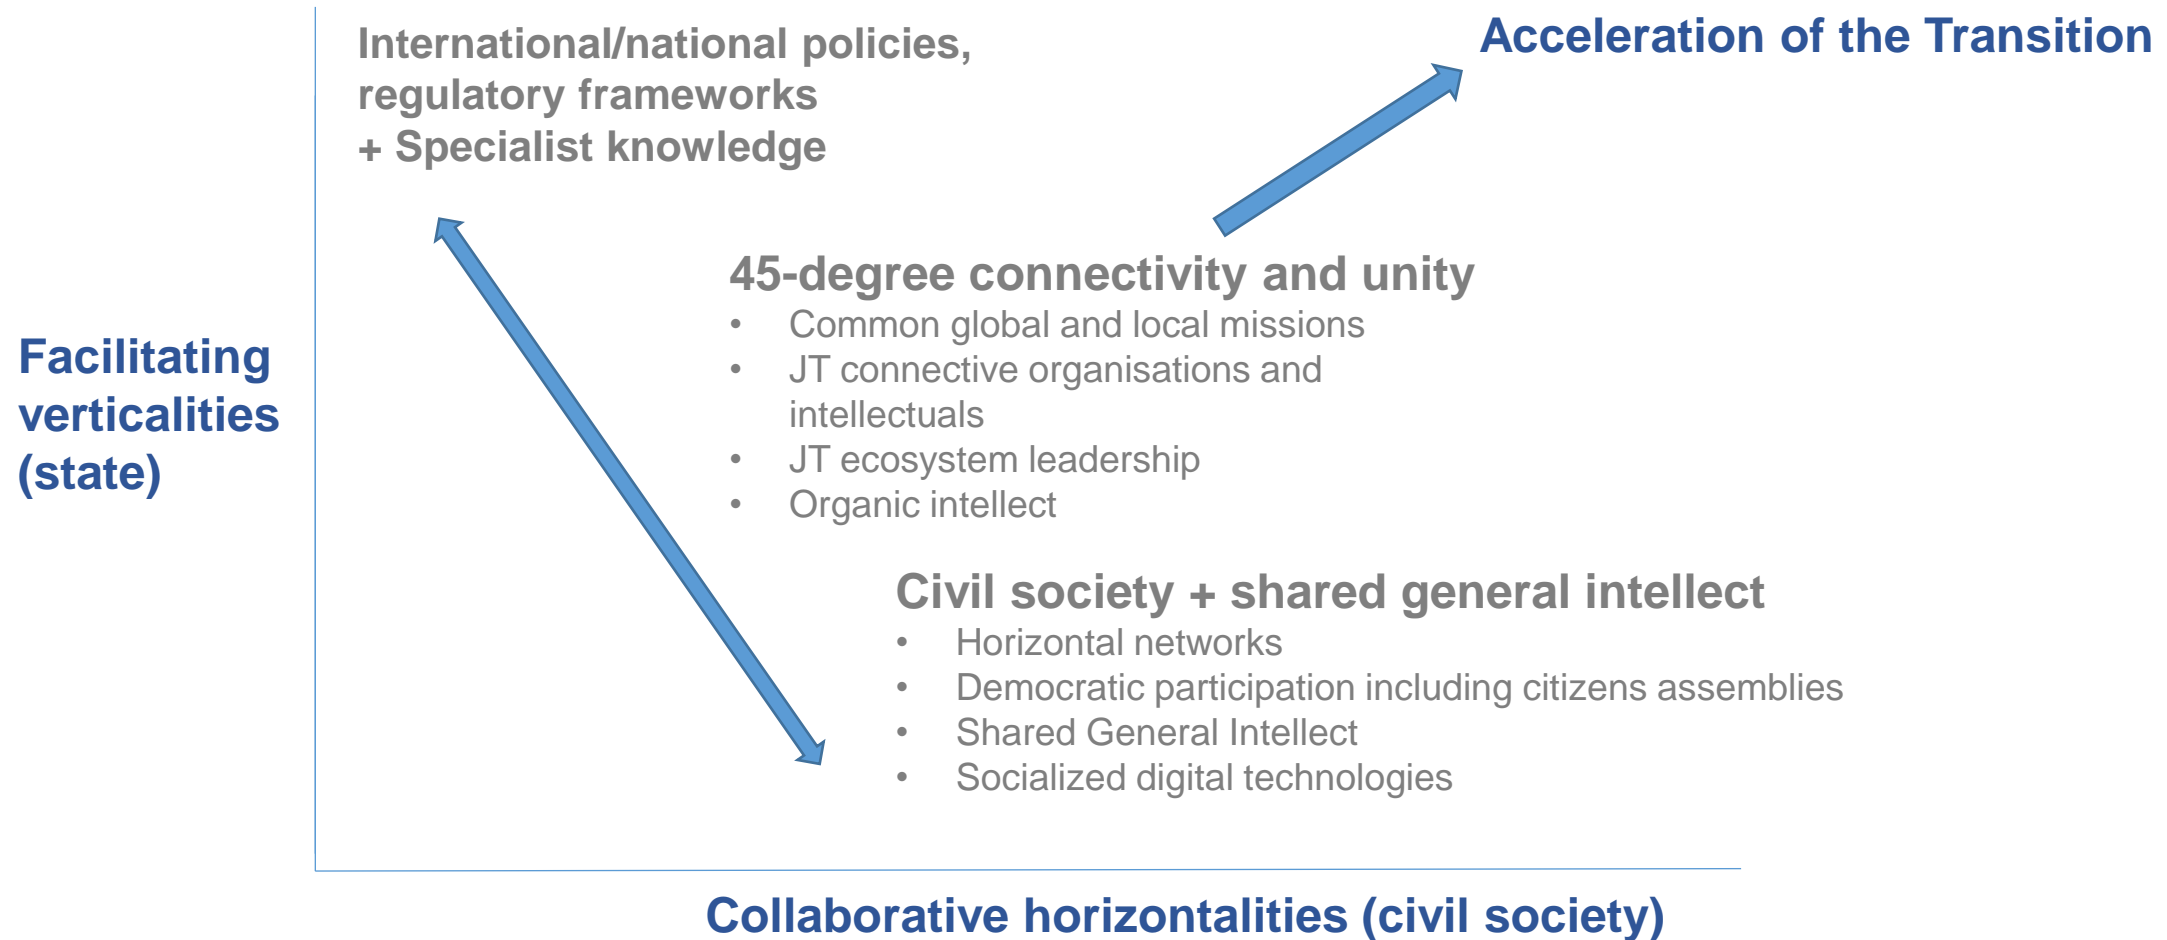 International/national policies,
regulatory frameworks
+ Specialist knowledge
Acceleration of the Transition
Facilitating
verticalities
(state)
45-degree connectivity and unity
• Common global and local missions
• JT connective organisations and
intellectuals
• JT ecosystem leadership
• Organic intellect
Civil society + shared general intellect
• Horizontal networks
• Democratic participation including citizens assemblies
• Shared General Intellect
• Socialized digital technologies
Collaborative horizontalities (civil society)